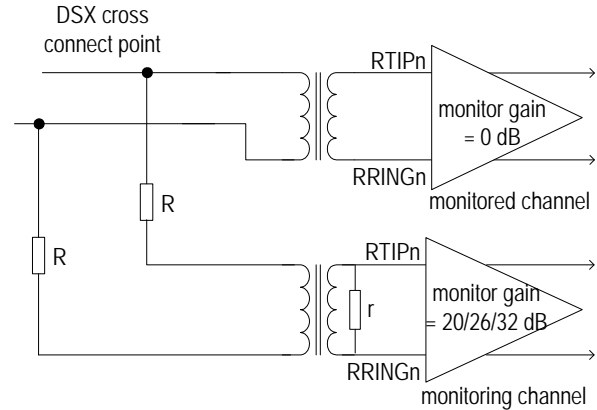 DSX cross
connect point
RTIPn
monitor gain
= 0 dB
RRINGn
monitored channel
R
R
RTIPn
monitor gain
= 20/26/32 dB
r
RRINGn
monitoring channel